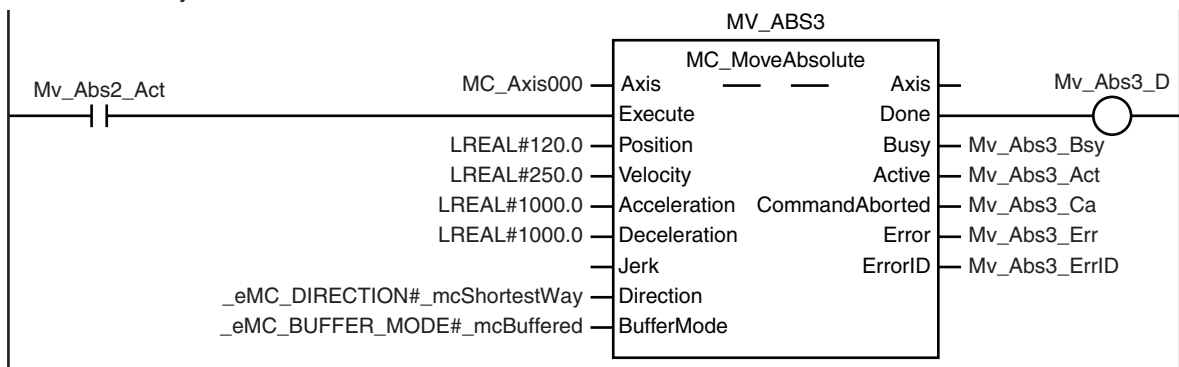 MV_ABS3
MC_MoveAbsolute
Mv_Abs2_Act
MC_Axis000 Axis Axis Mv_Abs3_D
Execute Done
LREAL#120.0 Position Busy Mv_Abs3_Bsy
LREAL#250.0 Velocity Active Mv_Abs3_Act
LREAL#1000.0 Acceleration CommandAborted Mv_Abs3_Ca
LREAL#1000.0 Deceleration Error Mv_Abs3_Err
Jerk ErrorID Mv_Abs3_ErrID
_eMC_DIRECTION#_mcShortestWay Direction
_eMC_BUFFER_MODE#_mcBuffered BufferMode